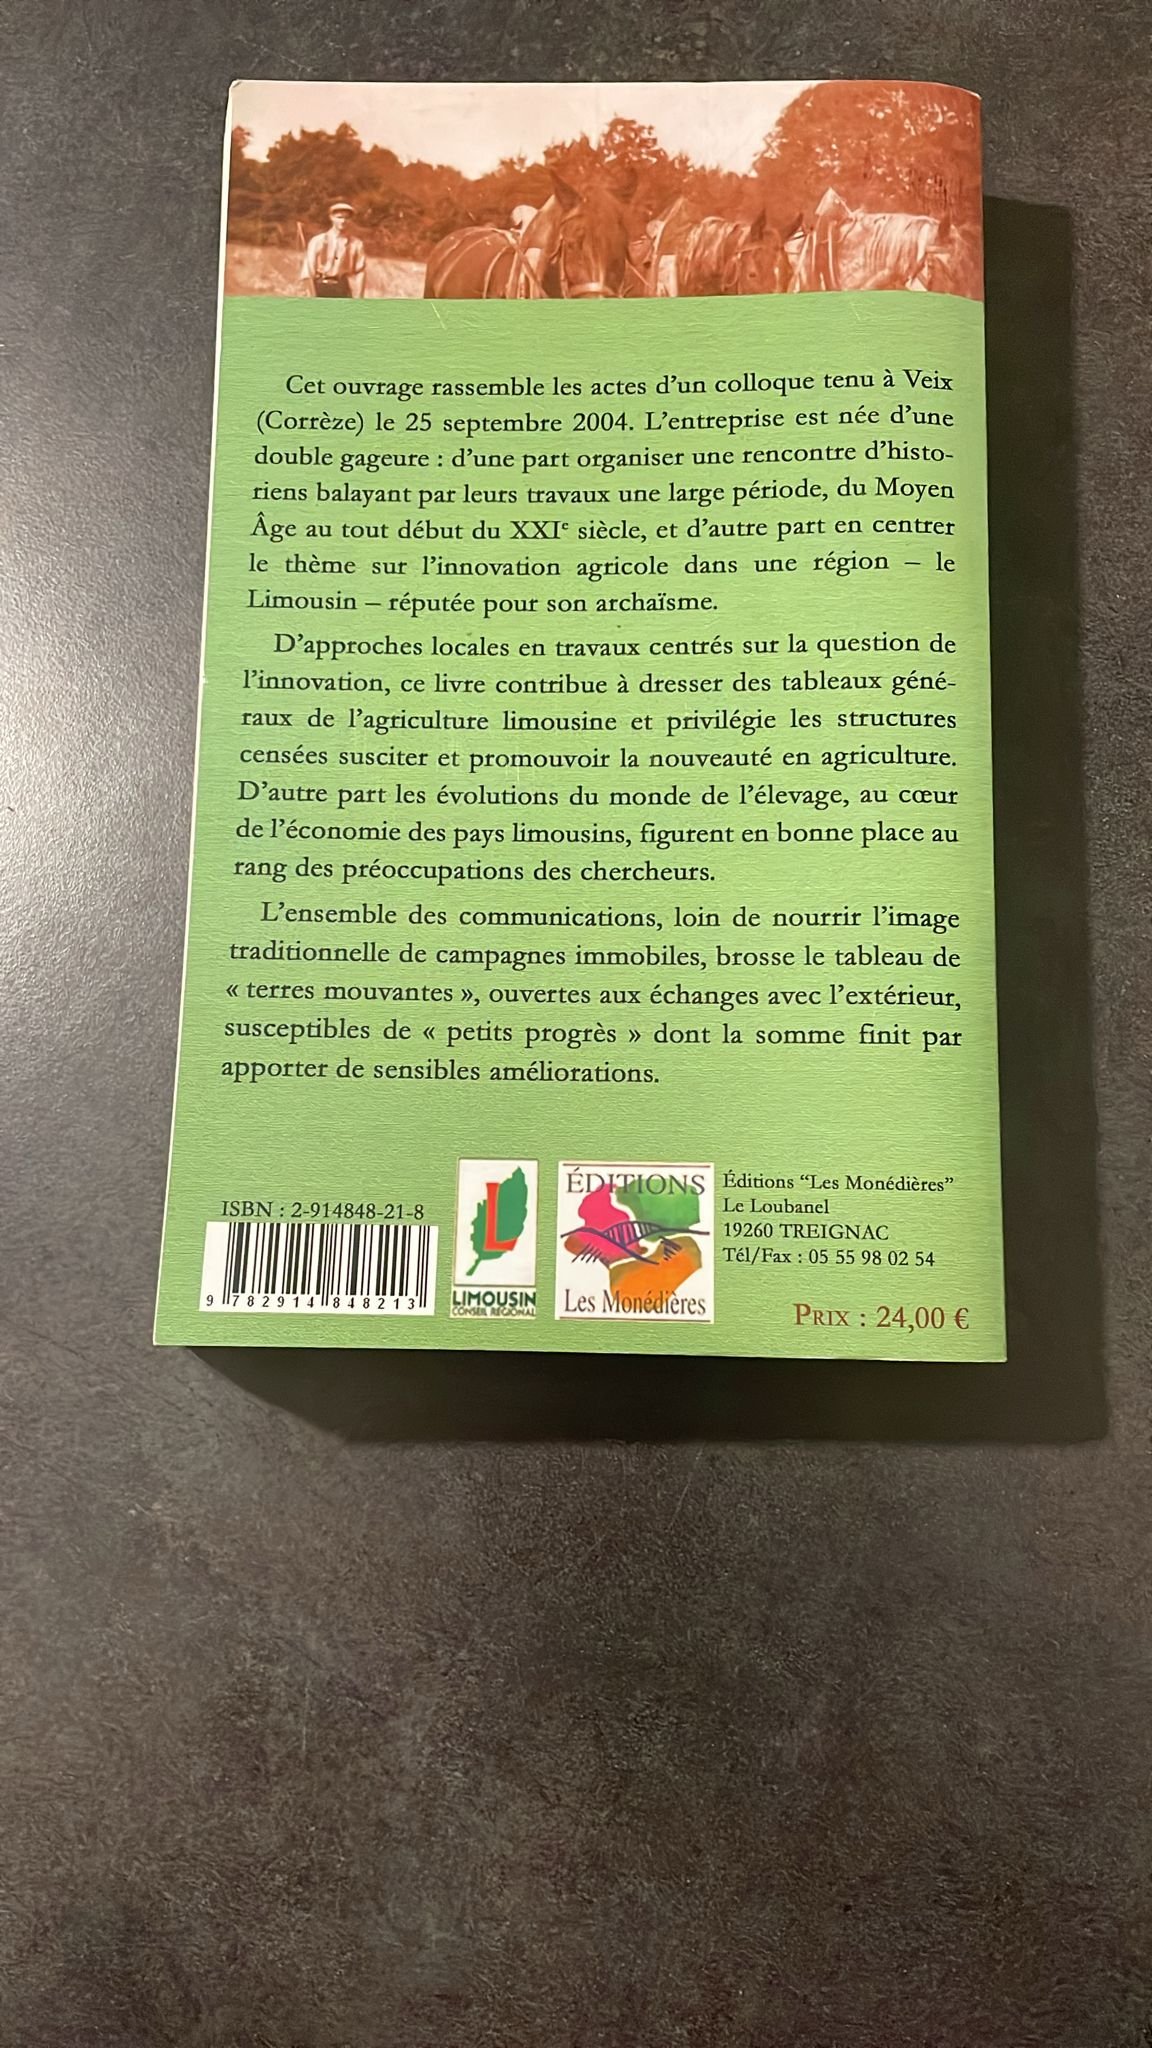 Cet ouvrage rassemble les actes d'un colloque tenu à Veix
(Corrèze) le 25 septembre 2004. L'entreprise est née d'une
double gageure : d'une part organiser une rencontre d'histo-
riens balayant par leurs travaux une large période, du Moyen
Âge au tout début du XXIe siècle, et d'autre part en centrer
le thème sur l'innovation agricole dans une région – le
Limousin – réputée pour son archaïsme.
D'approches locales en travaux centrés sur la question de
l'innovation, ce livre contribue à dresser des tableaux géné-
raux de l'agriculture limousine et privilégie les structures
censées susciter et promouvoir la nouveauté en agriculture.
D'autre part les évolutions du monde de l'élevage, au cœur
de l'économie des pays limousins, figurent en bonne place au
rang des préoccupations des chercheurs.
L'ensemble des communications, loin de nourrir l'image
traditionnelle de campagnes immobiles, brosse le tableau de
« terres mouvantes », ouvertes aux échanges avec l'extérieur,
susceptibles de « petits progrès » dont la somme finit par
apporter de sensibles améliorations.
ISBN : 2-914848-21-8
9 782914 848213
L
LIMOUSIN
CONSEIL RÉGIONAL
ÉDITIONS
Les Monédières
Éditions “Les Monédières”
Le Loubanel
19260 TREIGNAC
Tél/Fax : 05 55 98 02 54
PRIX : 24,00 €